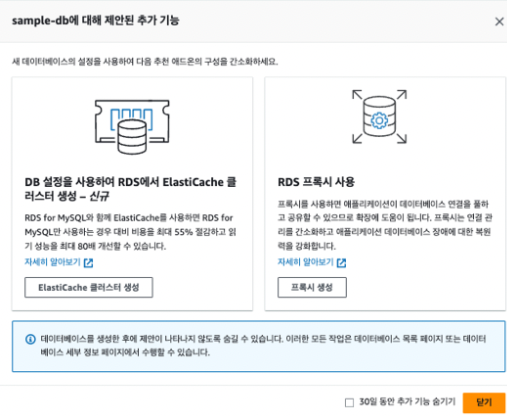 sample-db에 대해 제안된 추가 기능
새 데이터베이스의 설정을 사용하여 다음 추천 애드온의 구성을 간소화하세요.
DB 설정을 사용하여 RDS에서 ElastiCache 클
러스터 생성 – 신규
RDS for MySQL와 함께 ElastiCache를 사용하면 RDS for
MySQL만 사용하는 경우 대비 비용을 최대 55% 절감하고 읽
기 성능을 최대 80배 개선할 수 있습니다.
자세히 알아보기
ElastiCache 클러스터 생성
RDS 프록시 사용
프록시를 사용하면 애플리케이션이 데이터베이스 연결을 풀하
고 공유할 수 있으므로 확장에 도움이 됩니다. 프록시는 연결 관
리를 간소화하고 애플리케이션 데이터베이스 장애에 대한 복원
력을 강화합니다.
자세히 알아보기
프록시 생성
데이터베이스를 생성한 후에 제안이 나타나지 않도록 숨길 수 있습니다. 이러한 모든 작업은 데이터베이스 목록 페이지 또는 데이터
베이스 세부 정보 페이지에서 수행할 수 있습니다.
30일 동안 추가 기능 숨기기
닫기